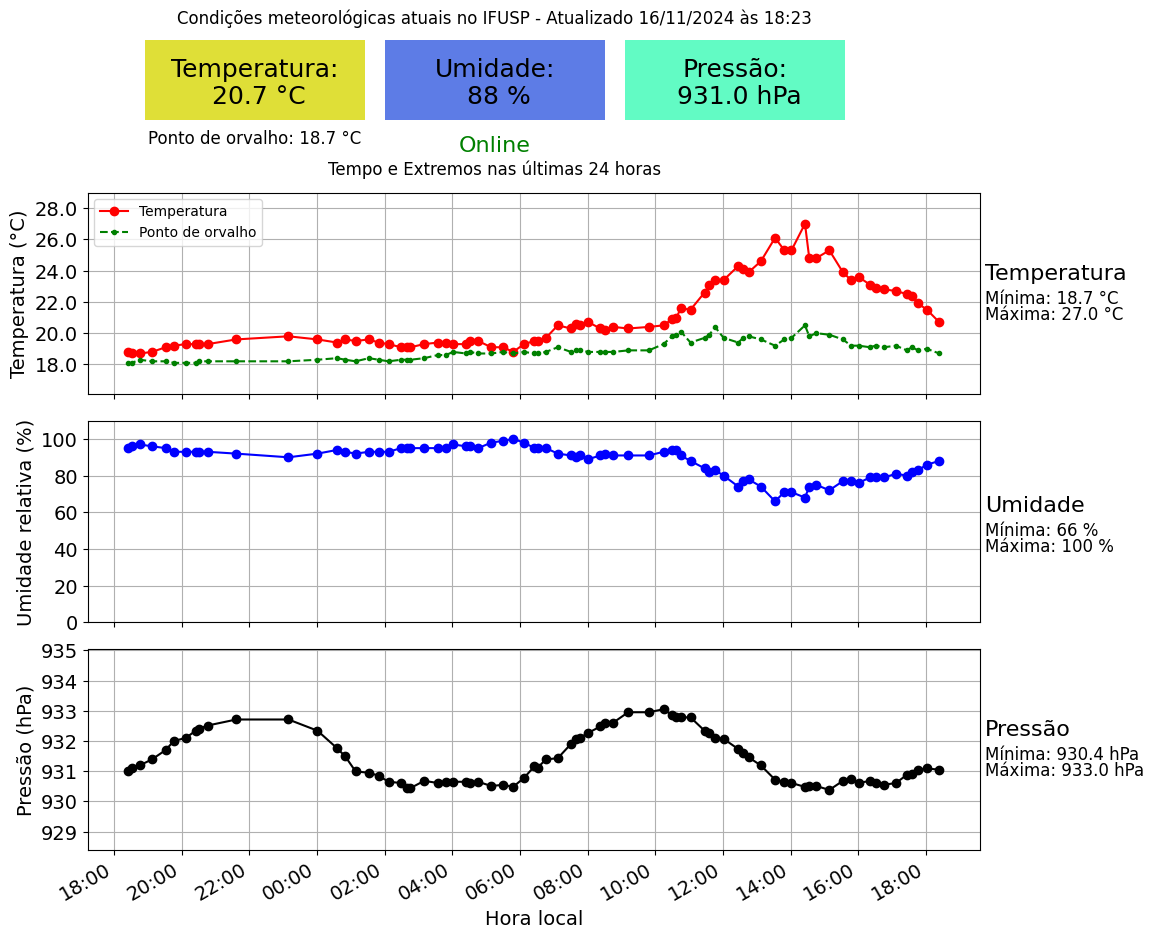 Condições meteorológicas atuais no IFUSP - Atualizado 16/11/2024 às 18:23
Temperatura:
20.7 °C
Umidade:
88 %
Pressão:
931.0 hPa
Ponto de orvalho: 18.7 °C
Online
Tempo e Extremos nas últimas 24 horas
Temperatura (°C)
28.0
26.0
24.0
22.0
20.0
18.0
Temperatura
Ponto de orvalho
Temperatura
Mínima: 18.7 °C
Máxima: 27.0 °C
Umidade relativa (%)
100
80
60
40
20
0
Umidade
Mínima: 66 %
Máxima: 100 %
Pressão (hPa)
935
934
933
932
931
930
929
Pressão
Mínima: 930.4 hPa
Máxima: 933.0 hPa
18:00 20:00 22:00 00:00 02:00 04:00 06:00 08:00 10:00 12:00 14:00 16:00 18:00
Hora local